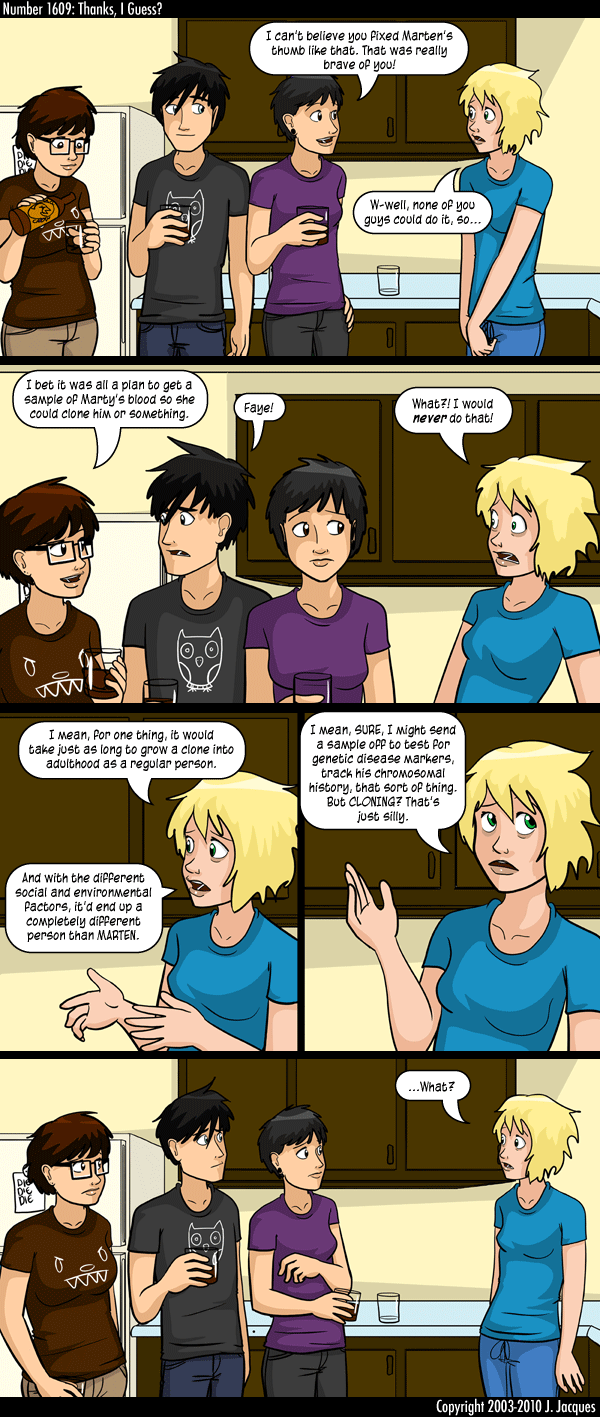 Number 1609: Thanks, I Guess?
I can't believe you fixed Marten's
thumb like that. That was really
brave of you!
W-well, none of you
guys could do it, so...
DIE
DIE
I bet it was all a plan to get a
sample of Marty's blood so she
could clone him or something.
Faye!
What?! I would
never do that!
I mean, for one thing, it would
take just as long to grow a clone into
adulthood as a regular person.
And with the different
social and environmental
factors, it'd end up a
completely different
person than MARTEN.
I mean, SURE, I might send
a sample off to test for
genetic disease markers,
track his chromosomal
history, that sort of thing.
But CLONING? That's
just silly.
...What?
DIE
DIE
DIE
Copyright 2003-2010 J. Jacques